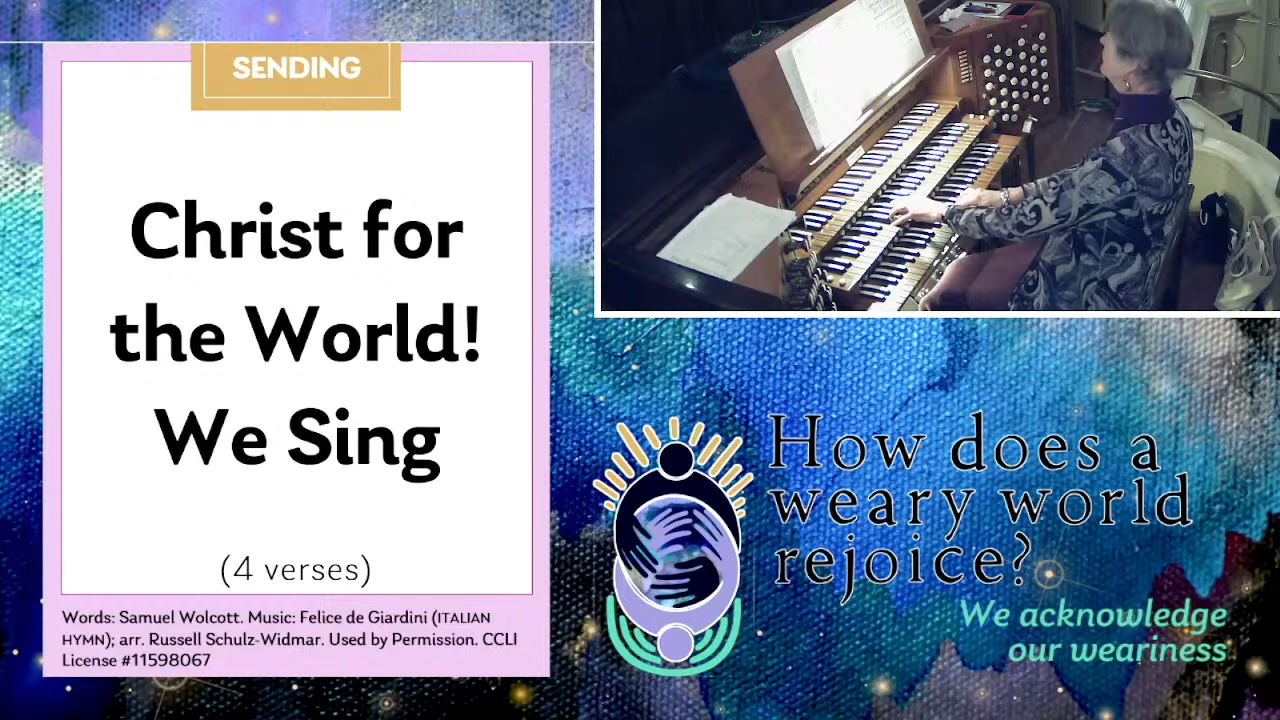 SENDING
Christ for
the World!
We Sing
(4 verses)
Words: Samuel Wolcott. Music: Felice de Giardini (ITALIAN
HYMN); arr. Russell Schulz-Widmar. Used by Permission. CCLI
License #11598067
How does a
weary world
rejoice?
We acknowledge
our weariness